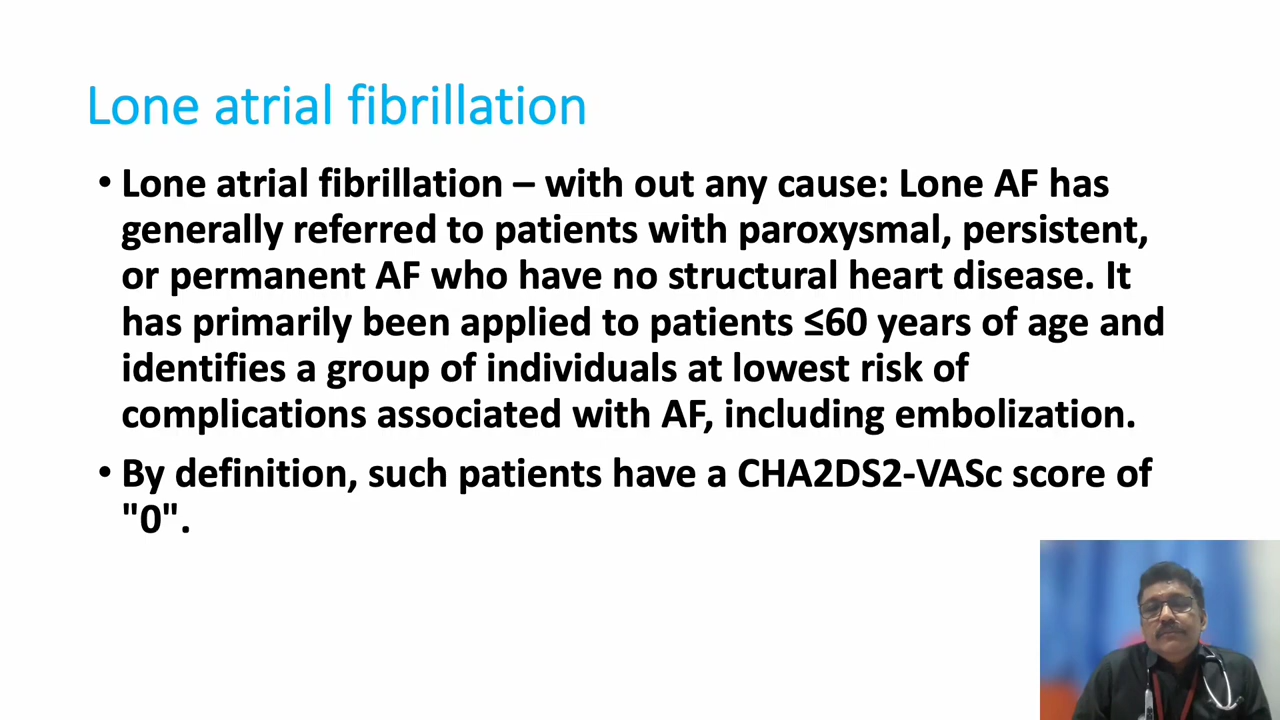 Lone atrial fibrillation
• Lone atrial fibrillation – with out any cause: Lone AF has
generally referred to patients with paroxysmal, persistent,
or permanent AF who have no structural heart disease. It
has primarily been applied to patients ≤60 years of age and
identifies a group of individuals at lowest risk of
complications associated with AF, including embolization.
• By definition, such patients have a CHA2DS2-VASc score of
"0".